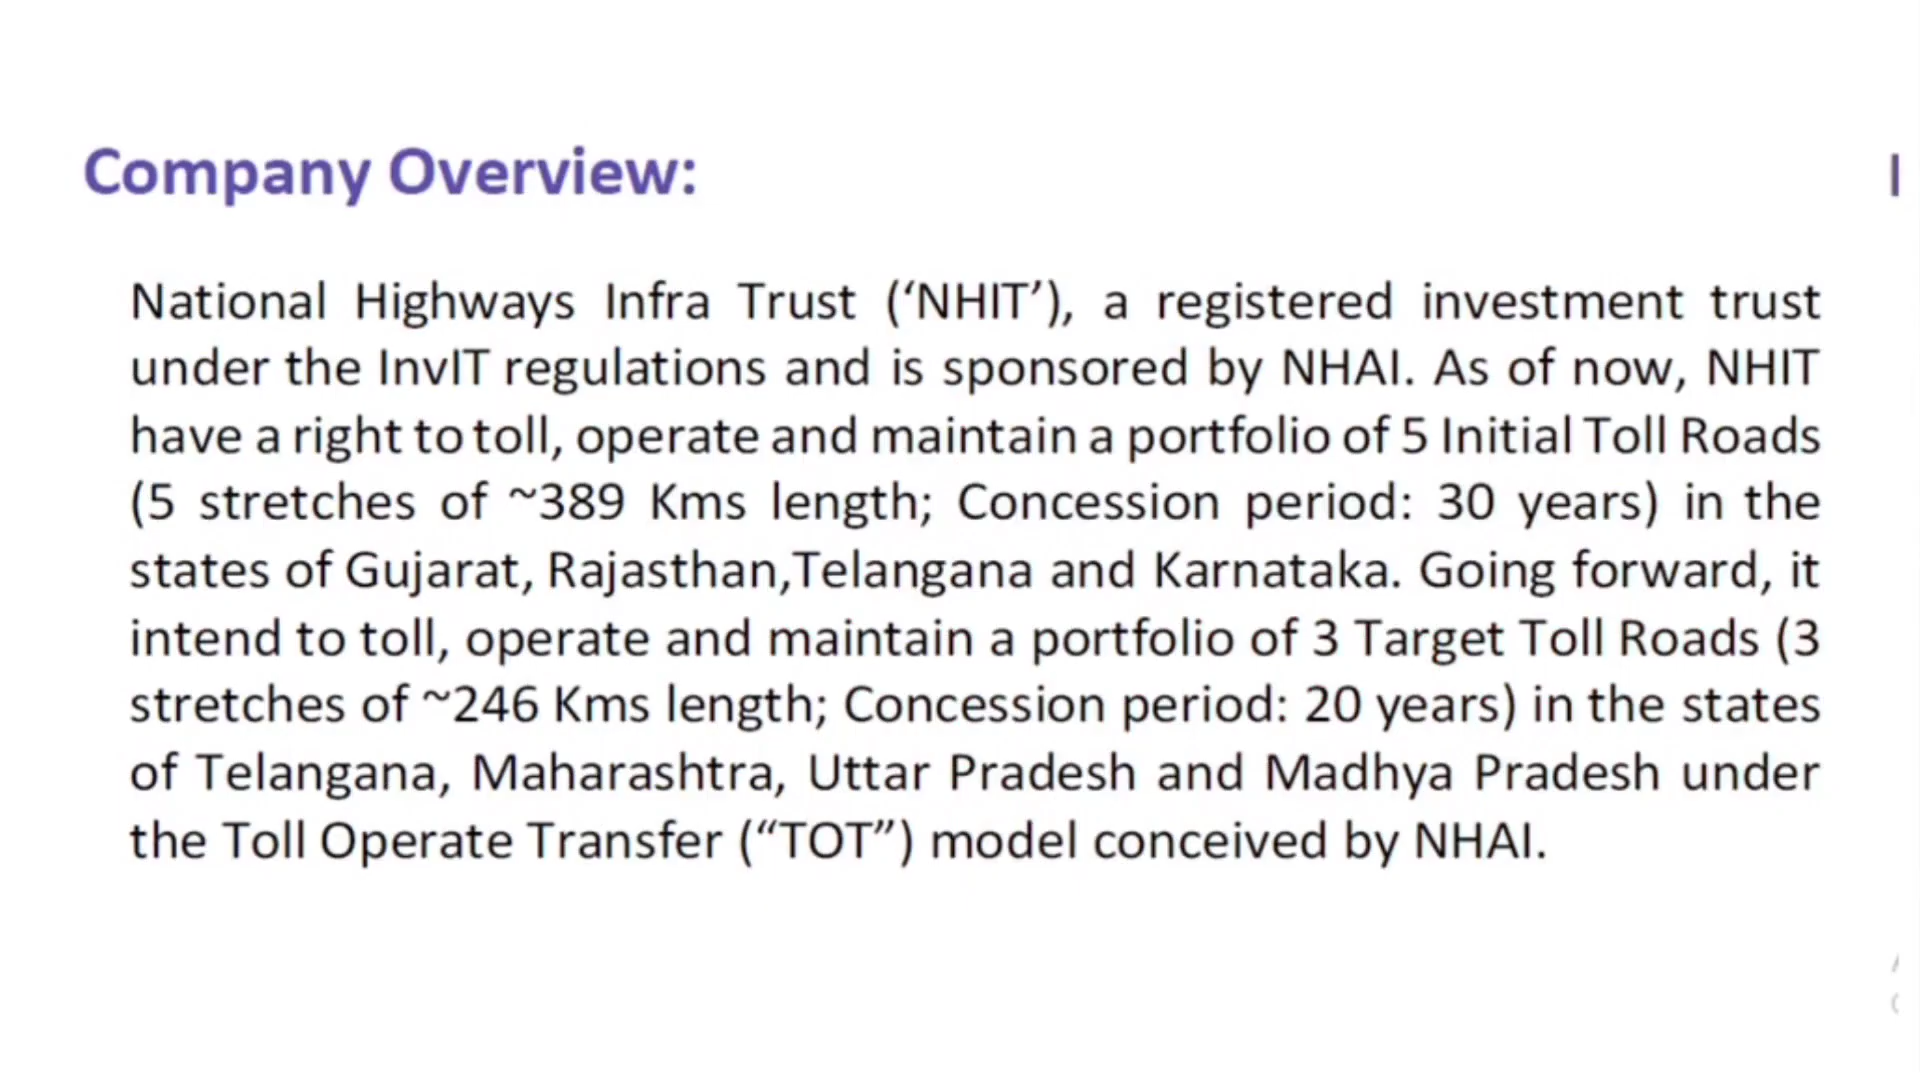 Company Overview:
National Highways Infra Trust (‘NHIT’), a registered investment trust
under the InvIT regulations and is sponsored by NHAI. As of now, NHIT
have a right to toll, operate and maintain a portfolio of 5 Initial Toll Roads
(5 stretches of ~389 Kms length; Concession period: 30 years) in the
states of Gujarat, Rajasthan,Telangana and Karnataka. Going forward, it
intend to toll, operate and maintain a portfolio of 3 Target Toll Roads (3
stretches of ~246 Kms length; Concession period: 20 years) in the states
of Telangana, Maharashtra, Uttar Pradesh and Madhya Pradesh under
the Toll Operate Transfer (“TOT”) model conceived by NHAI.